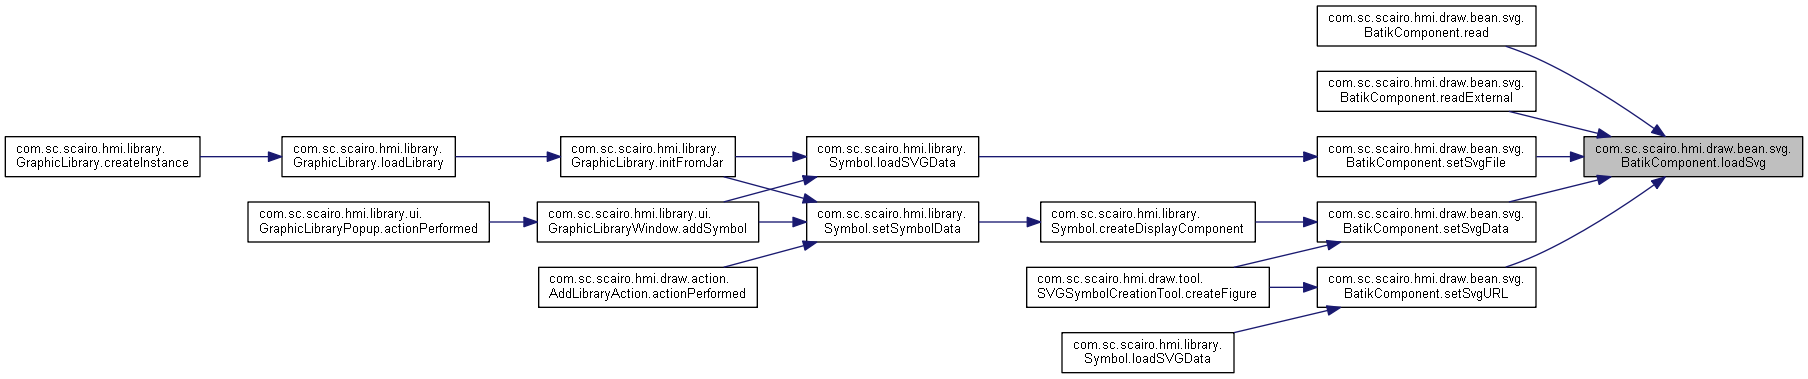 com.sc.scairo.hmi.draw.bean.svg.
BatikComponent.read
com.sc.scairo.hmi.draw.bean.svg.
BatikComponent.readExternal
com.sc.scairo.hmi.library.
GraphicLibrary.createInstance
com.sc.scairo.hmi.library.
GraphicLibrary.loadLibrary
com.sc.scairo.hmi.library.
GraphicLibrary.initFromJar
com.sc.scairo.hmi.library.
Symbol.loadSVGData
com.sc.scairo.hmi.draw.bean.svg.
BatikComponent.setSvgFile
com.sc.scairo.hmi.draw.bean.svg.
BatikComponent.loadSvg
com.sc.scairo.hmi.library.ui.
GraphicLibraryPopup.actionPerformed
com.sc.scairo.hmi.library.ui.
GraphicLibraryWindow.addSymbol
com.sc.scairo.hmi.library.
Symbol.setSymbolData
com.sc.scairo.hmi.library.
Symbol.createDisplayComponent
com.sc.scairo.hmi.draw.bean.svg.
BatikComponent.setSvgData
com.sc.scairo.hmi.draw.action.
AddLibraryAction.actionPerformed
com.sc.scairo.hmi.draw.tool.
SVGSymbolCreationTool.createFigure
com.sc.scairo.hmi.draw.bean.svg.
BatikComponent.setSvgURL
com.sc.scairo.hmi.library.
Symbol.loadSVGData